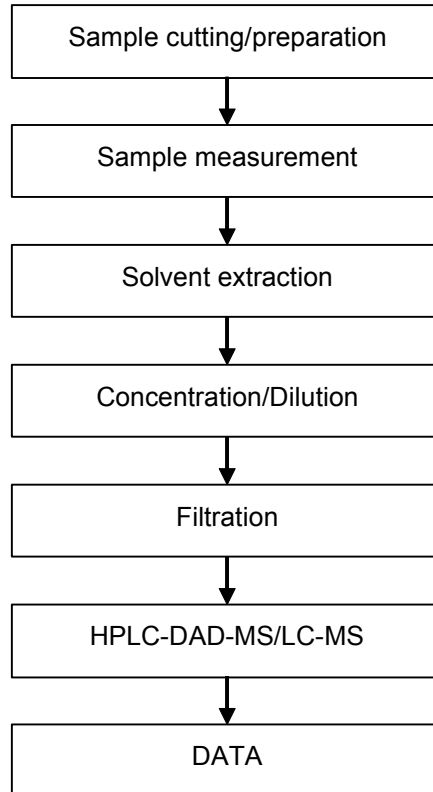 Sample cutting/preparation
Sample measurement
Solvent extraction
Concentration/Dilution
Filtration
HPLC-DAD-MS/LC-MS
DATA